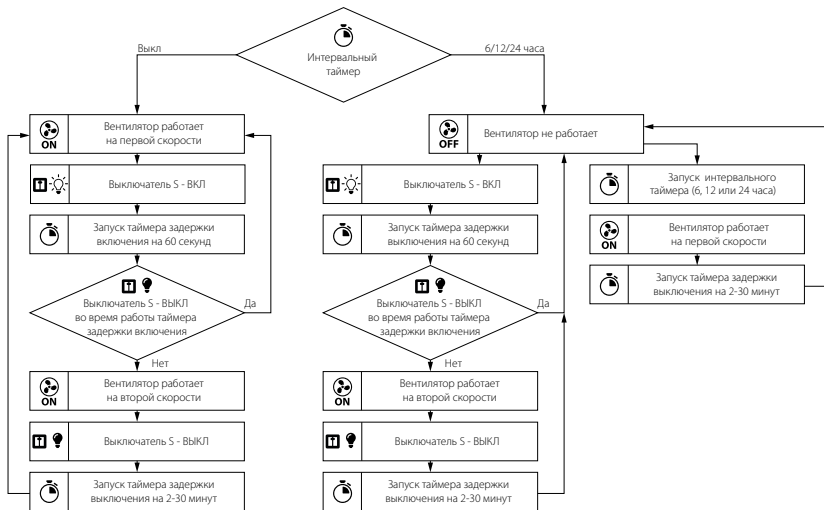 Интервальный
таймер
Выкл
6/12/24 часа
ON
Вентилятор работает
на первой скорости
Выключатель S - ВКЛ
Запуск таймера задержки
включения на 60 секунд
Выключатель S - ВЫКЛ
во время работы таймера
задержки включения
Да
Нет
ON
Вентилятор работает
на второй скорости
Выключатель S - ВЫКЛ
Запуск таймера задержки
выключения на 2-30 минут
OFF
Вентилятор не работает
Выключатель S - ВКЛ
Запуск таймера задержки
выключения на 60 секунд
Выключатель S - ВЫКЛ
во время работы таймера
задержки включения
Да
Нет
ON
Вентилятор работает
на второй скорости
Выключатель S - ВЫКЛ
Запуск таймера задержки
выключения на 2-30 минут
Запуск интервального
таймера (6, 12 или 24 часа)
ON
Вентилятор работает
на первой скорости
Запуск таймера задержки
выключения на 2-30 минут